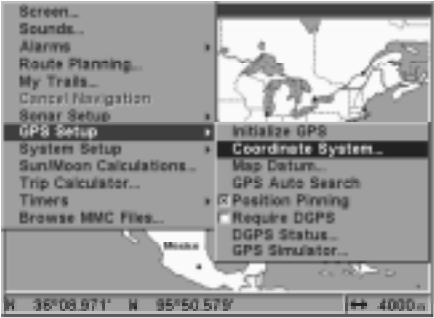 Screen...
Sounds...
Alarms
Route Planning...
My Trails...
Cancel Navigation
Sonar Setup
GPS Setup
System Setup
Sun/Moon Calculations...
Trip Calculator...
Timers
Browse MMC Files...
Initialize GPS
Coordinate System...
Map Datum...
GPS Auto Search
Position Pinning
Require DGPS
DGPS Status...
GPS Simulator...
Mexico
N 36°08.971' W 95°50.579' ↔ 4000m